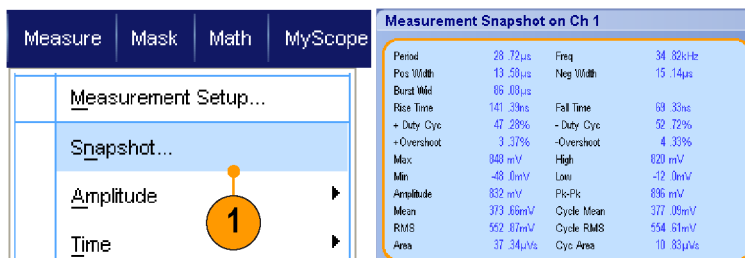 Measure Mask Math MyScope
Measurement Setup...
Snapshot...
Amplitude
Time
1
Measurement Snapshot on Ch 1
Period 28 .72µs Freq 34 .82kHz
Pos Width 13 .58µs Neg Width 15 .14µs
Burst Wid 86 .08µs
Rise Time 141 .39ns Fall Time 69 .33ns
+ Duty Cyc 47 .28% - Duty Cyc 52 .72%
+Overshoot 3 .37% -Overshoot 4 .33%
Max 848 mV High 820 mV
Min -48 .0mV Low -12 .0mV
Amplitude 832 mV Pk-Pk 896 mV
Mean 373 .66mV Cycle Mean 377 .09mV
RMS 552 .87mV Cycle RMS 554 .61mV
Area 37 .34µVs Cyc Area 10 .83µVs